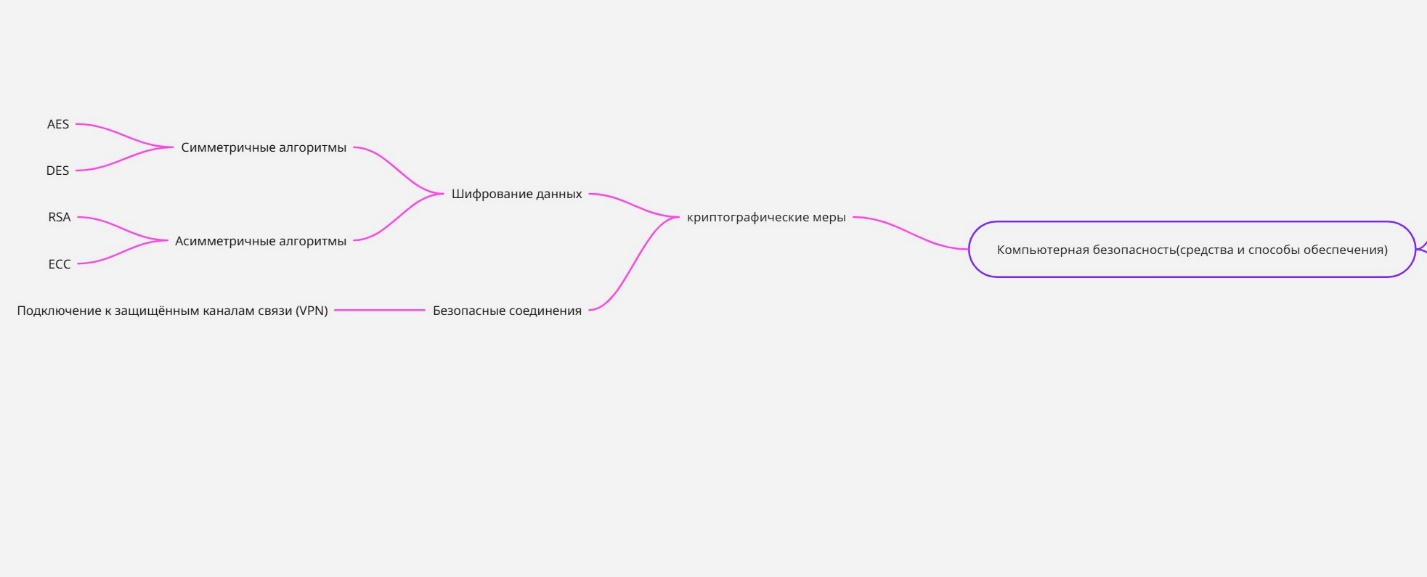 AES
Симметричные алгоритмы
DES
Шифрование данных
RSA
криптографические меры
Асимметричные алгоритмы
Компьютерная безопасность(средства и способы обеспечения)
ECC
Подключение к защищённым каналам связи (VPN)
Безопасные соединения